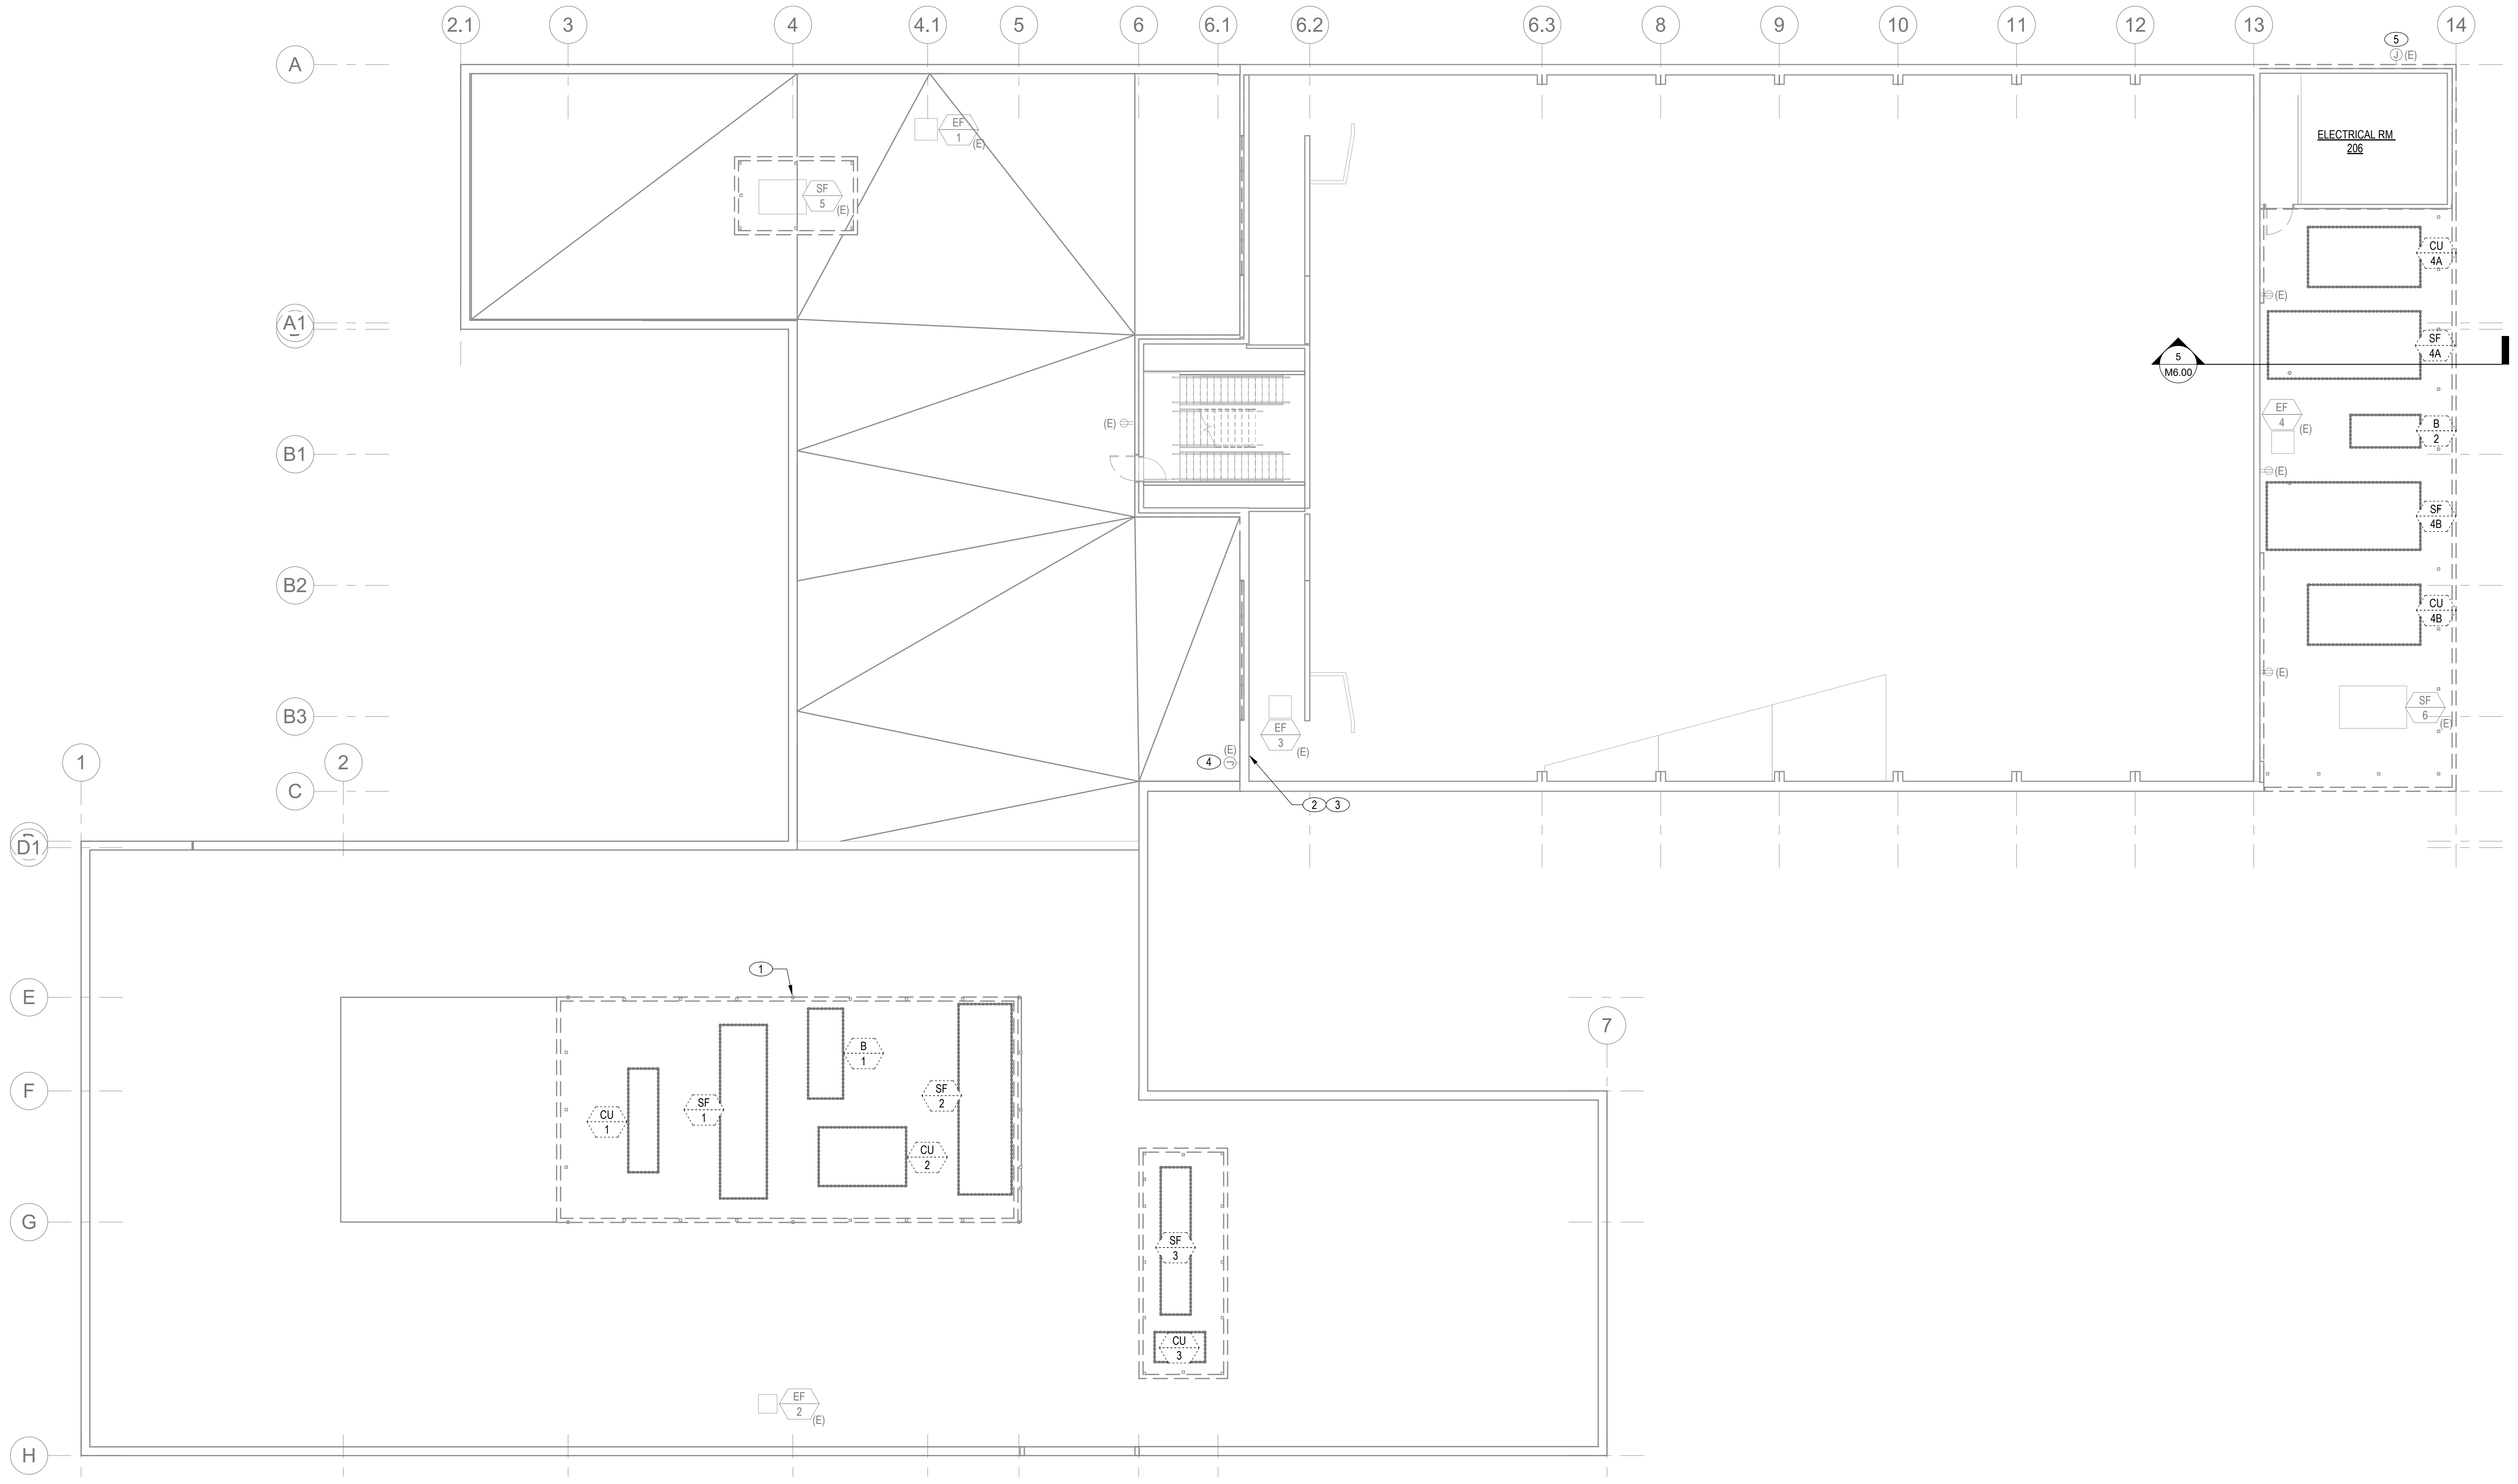 2.1
3
4
4.1
5
6
6.1
6.2
6.3
8
9
10
11
12
13
14
A
5
J (E)
EF
1
(E)
ELECTRICAL RM
206
SF
5
(E)
CU
4A
(E)
A1
SF
4A
5
M6.00
EF
4
(E)
B
2
(E)
B1
(E)
SF
4B
B2
CU
4B
(E)
SF
6
(E)
B3
EF
3
(E)
(E)
4
J
1
2
C
2
3
D1
1
E
7
B
1
F
SF
1
SF
2
CU
1
CU
2
G
SF
3
CU
3
EF
2
(E)
H